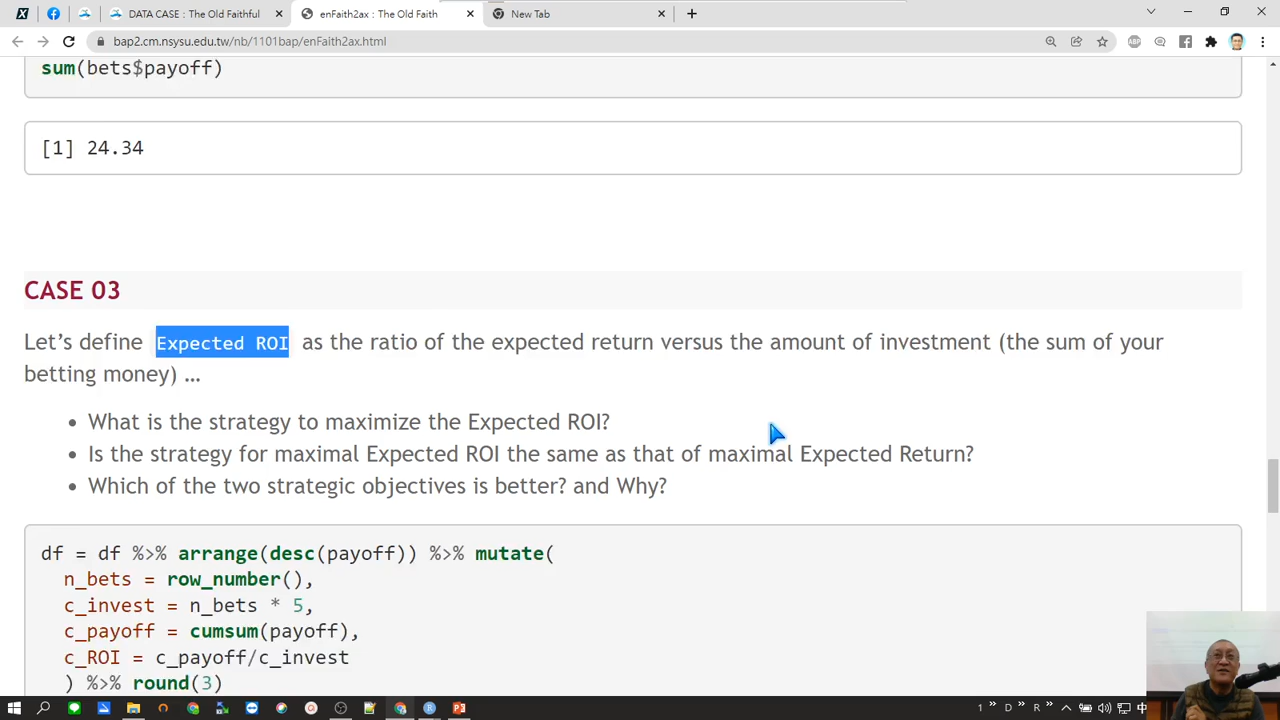 DATA CASE : The Old Faithful
enFaith2ax : The Old Faith
New Tab
bap2.cm.nsysu.edu.tw/nb/1101bap/enFaith2ax.html
sum(bets$payoff)
[1] 24.34
CASE 03
Let's define Expected ROI as the ratio of the expected return versus the amount of investment (the sum of your
betting money) …
• What is the strategy to maximize the Expected ROI?
• Is the strategy for maximal Expected ROI the same as that of maximal Expected Return?
• Which of the two strategic objectives is better? and Why?
df = df %>% arrange(desc(payoff)) %>% mutate(
n_bets = row_number(),
c_invest = n_bets * 5,
c_payoff = cumsum(payoff),
c_ROI = c_payoff/c_invest
) %>% round(3)
1 » D » R » 中